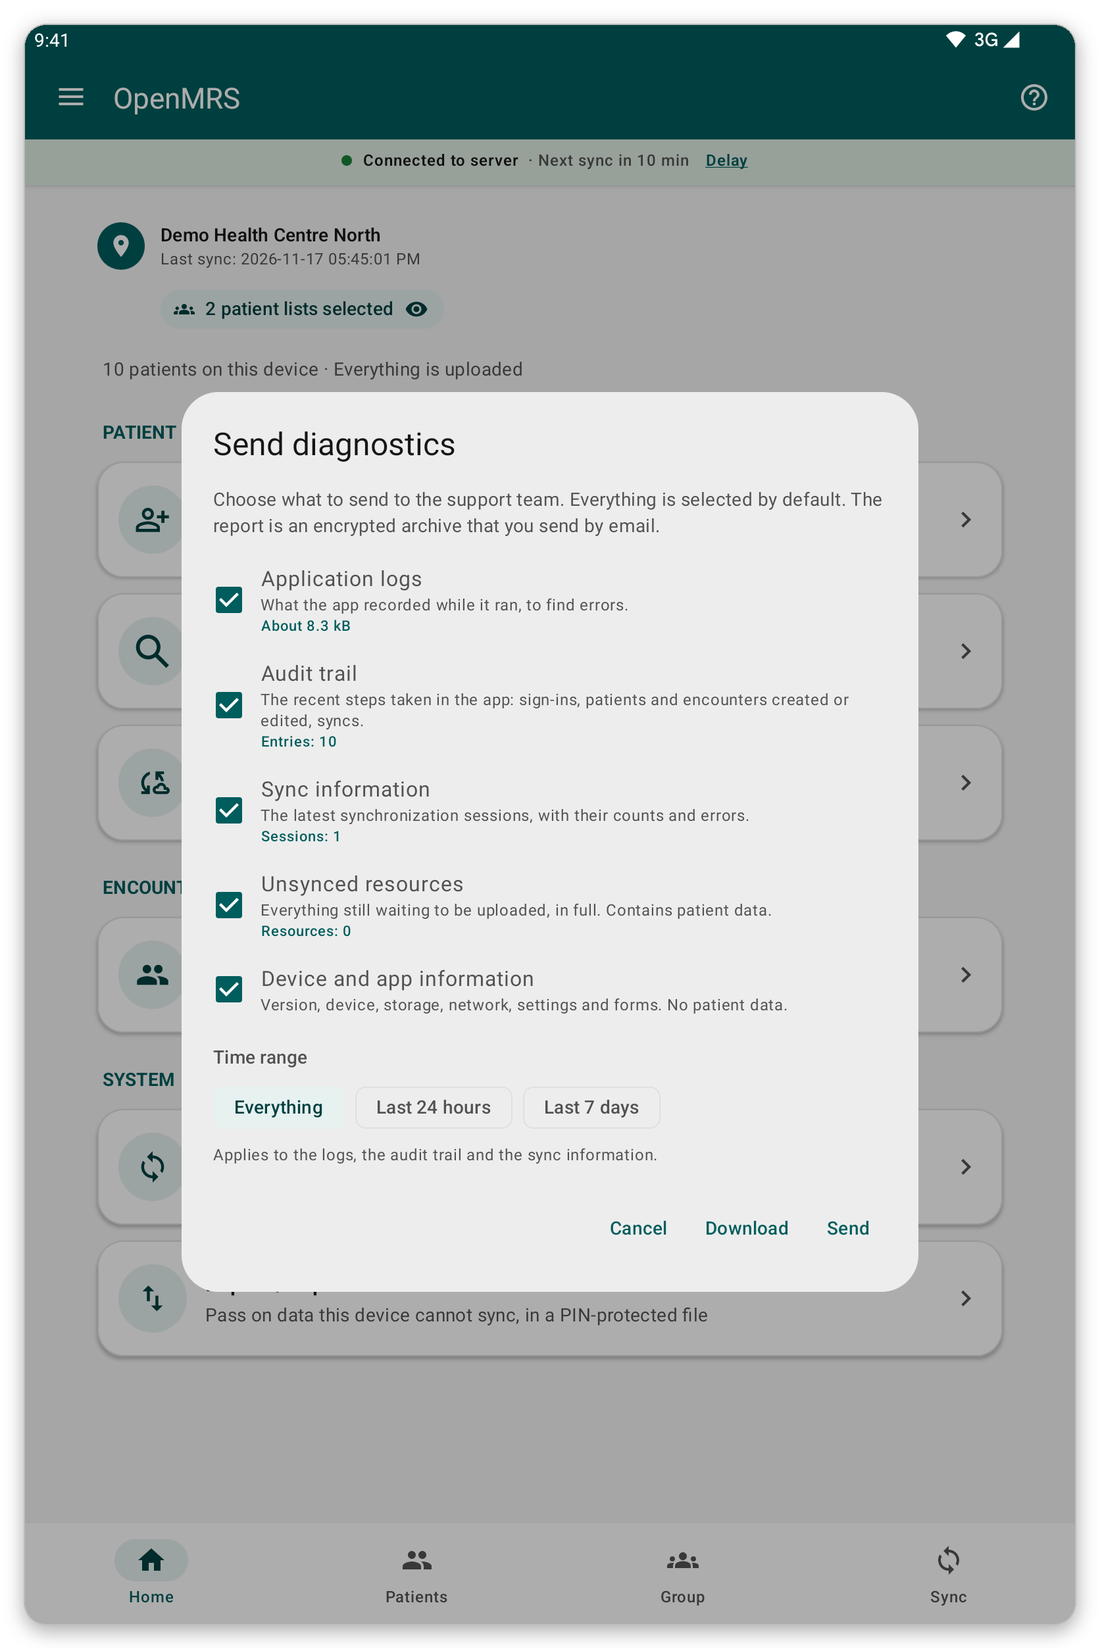 9:41
3G
OpenMRS
Connected to server · Next sync in 10 min Delay
Demo Health Centre North
Last sync: 2026-11-17 05:45:01 PM
2 patient lists selected
10 patients on this device · Everything is uploaded
PATIENT
Send diagnostics
Choose what to send to the support team. Everything is selected by default. The
report is an encrypted archive that you send by email.
Application logs
What the app recorded while it ran, to find errors.
About 8.3 kB
Audit trail
The recent steps taken in the app: sign-ins, patients and encounters created or
edited, syncs.
Entries: 10
Sync information
The latest synchronization sessions, with their counts and errors.
Sessions: 1
ENCOUNT
Unsynced resources
Everything still waiting to be uploaded, in full. Contains patient data.
Resources: 0
Device and app information
Version, device, storage, network, settings and forms. No patient data.
Time range
SYSTEM
Everything Last 24 hours Last 7 days
Applies to the logs, the audit trail and the sync information.
Cancel Download Send
Pass on data this device cannot sync, in a PIN-protected file
Home Patients Group Sync